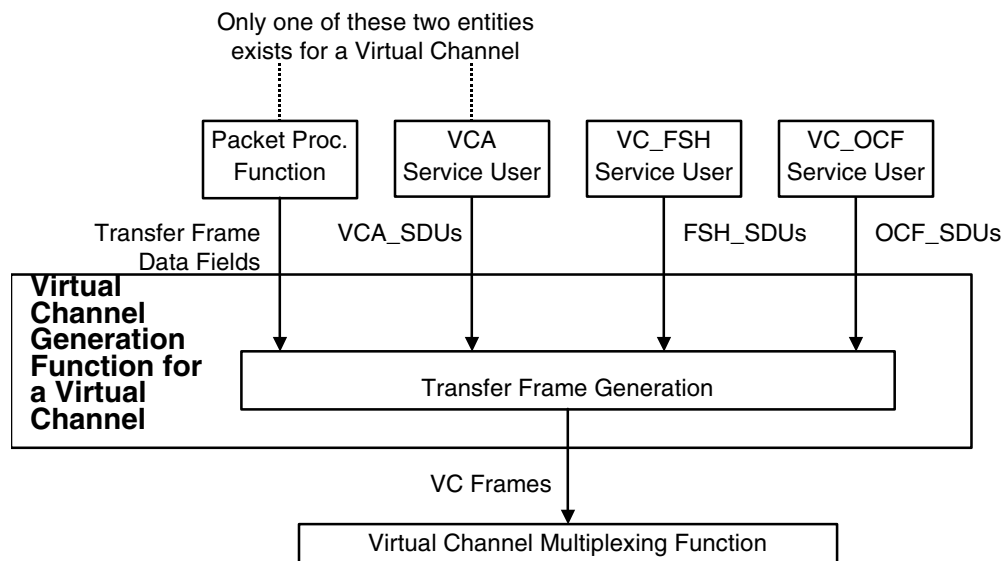 Only one of these two entities
exists for a Virtual Channel
Packet Proc.
Function
VCA
Service User
VC_FSH
Service User
VC_OCF
Service User
Transfer Frame
Data Fields
VCA_SDUs
FSH_SDUs
OCF_SDUs
Virtual
Channel
Generation
Function for
a Virtual
Channel
Transfer Frame Generation
VC Frames
Virtual Channel Multiplexing Function